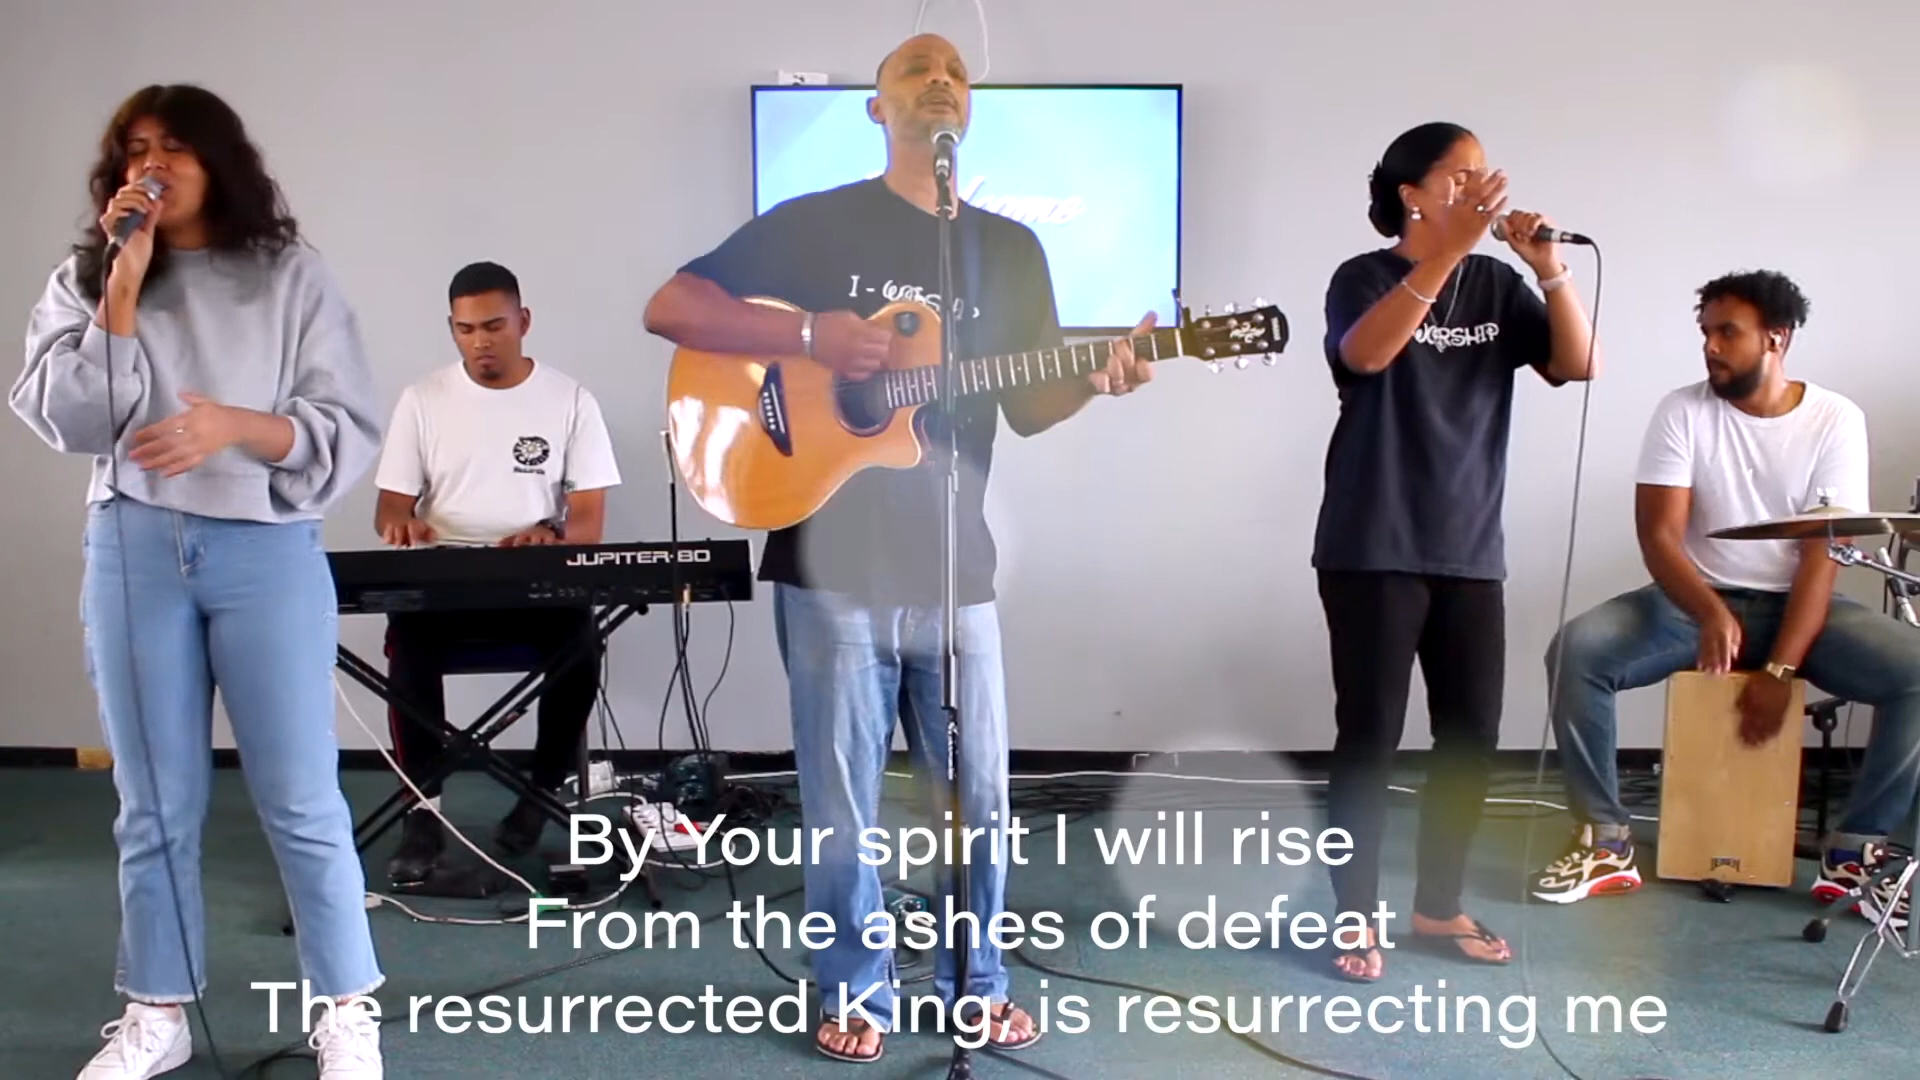 I - WORSHIP
WORSHIP
JUPITER-80
By Your spirit I will rise
From the ashes of defeat
The resurrected King, is resurrecting me